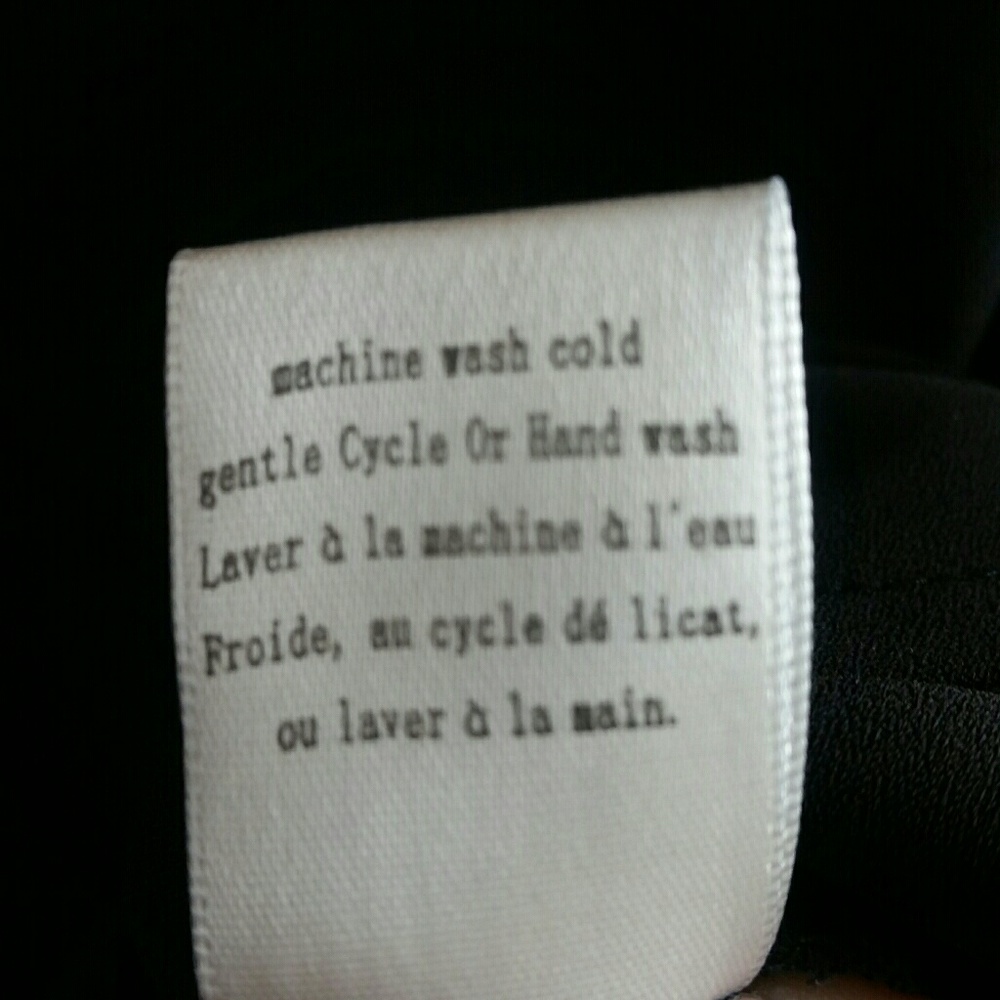 machine wash cold
gentle Cycle Or Hand wash
Laver à la machine à l'eau
Froide, au cycle dé licat,
ou laver à la main.